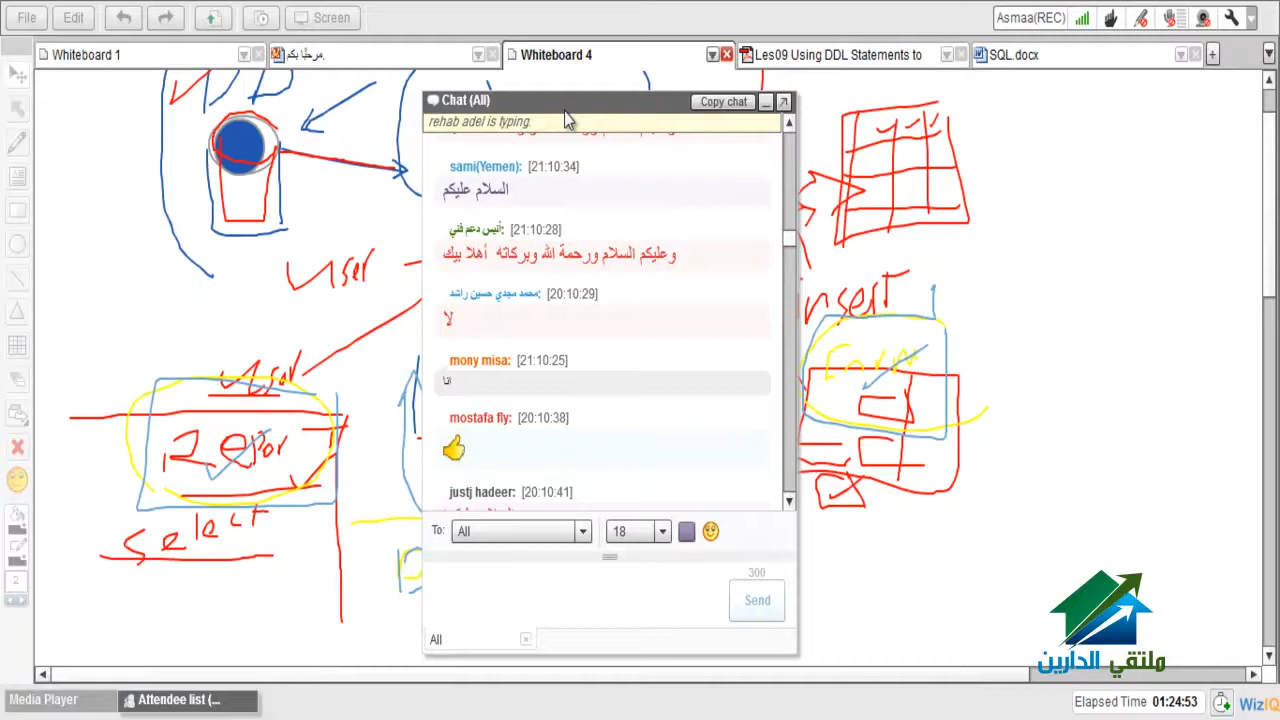 File
Edit
Screen
Asmaa(REC)
Whiteboard 1
مرحبًا بكم.
Whiteboard 4
Les09 Using DDL Statements to
SQL.docx
Chat (All)
Copy chat
rehab adel is typing
sami(Yemen): [21:10:34]
السلام عليكم
أنيس دعم فني: [21:10:28]
وعليكم السلام ورحمة الله وبركاته أهلا بيك
محمد مجدي حسين راشد: [20:10:29]
لا
mony misa: [21:10:25]
انا
mostafa fly: [20:10:38]
justj hadeer: [20:10:41]
To:
All
18
300
Send
All
User
insert
User
select
2
ملتقي الدارين
Media Player
Attendee list (...
Elapsed Time 01:24:53
WizIQ